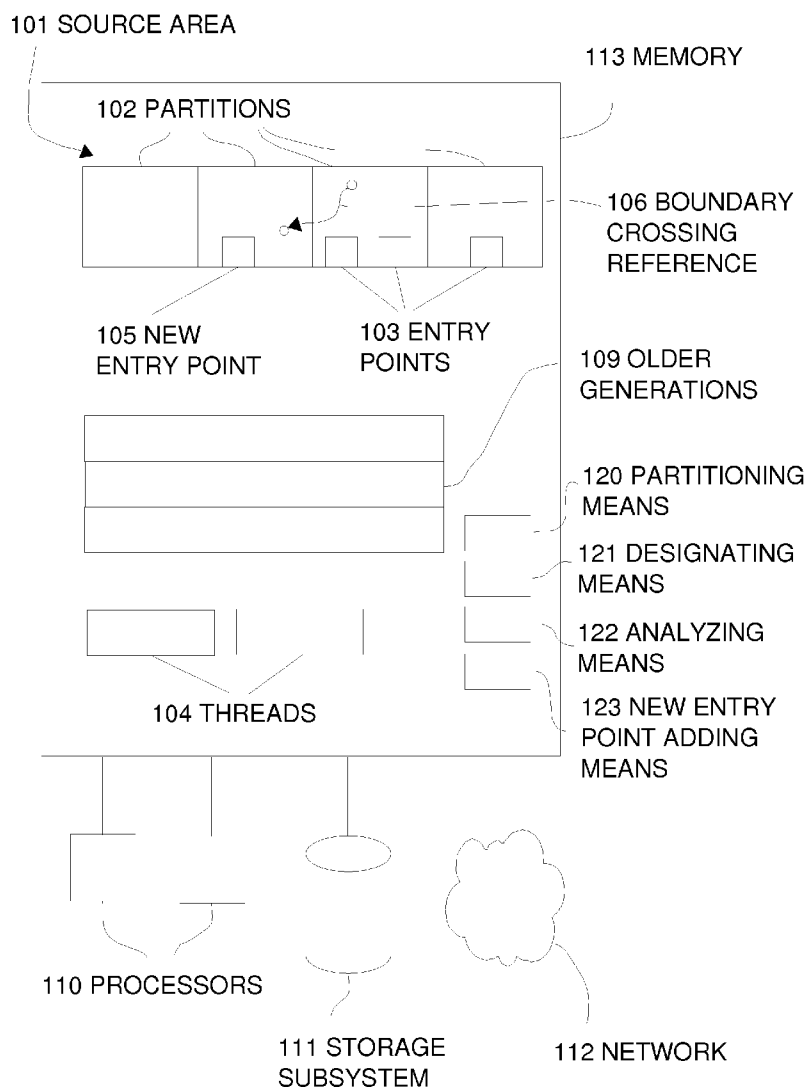 101 SOURCE AREA
113 MEMORY
102 PARTITIONS
106 BOUNDARY
CROSSING
REFERENCE
105 NEW
ENTRY POINT
103 ENTRY
POINTS
109 OLDER
GENERATIONS
120 PARTITIONING
MEANS
121 DESIGNATING
MEANS
122 ANALYZING
MEANS
104 THREADS
123 NEW ENTRY
POINT ADDING
MEANS
110 PROCESSORS
111 STORAGE
SUBSYSTEM
112 NETWORK